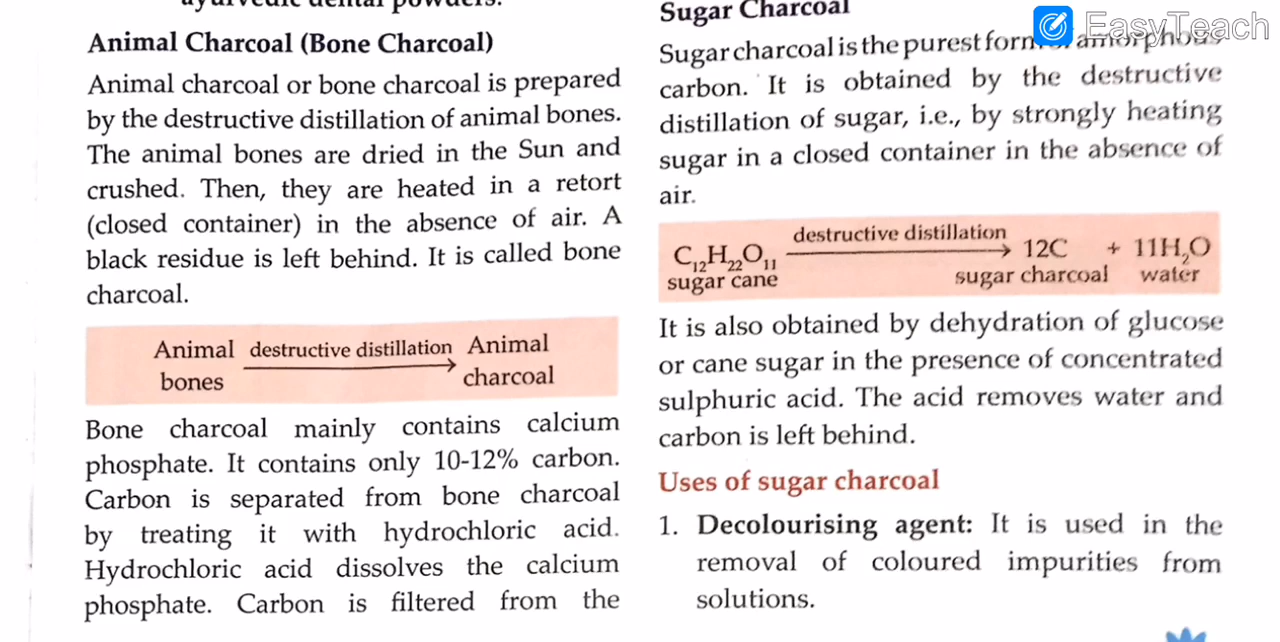 Animal Charcoal (Bone Charcoal)
Animal charcoal or bone charcoal is prepared
by the destructive distillation of animal bones.
The animal bones are dried in the Sun and
crushed. Then, they are heated in a retort
(closed container) in the absence of air. A
black residue is left behind. It is called bone
charcoal.
Animal destructive distillation Animal
bones charcoal
Bone charcoal mainly contains calcium
phosphate. It contains only 10-12% carbon.
Carbon is separated from bone charcoal
by treating it with hydrochloric acid.
Hydrochloric acid dissolves the calcium
phosphate. Carbon is filtered from the
Sugar Charcoal
EasyTeach
Sugar charcoal is the purest form amorphous
carbon. It is obtained by the destructive
distillation of sugar, i.e., by strongly heating
sugar in a closed container in the absence of
air.
C₁₂H₂₂O₁₁ destructive distillation → 12C + 11H₂O
sugar cane sugar charcoal water
It is also obtained by dehydration of glucose
or cane sugar in the presence of concentrated
sulphuric acid. The acid removes water and
carbon is left behind.
Uses of sugar charcoal
1. Decolourising agent: It is used in the
removal of coloured impurities from
solutions.